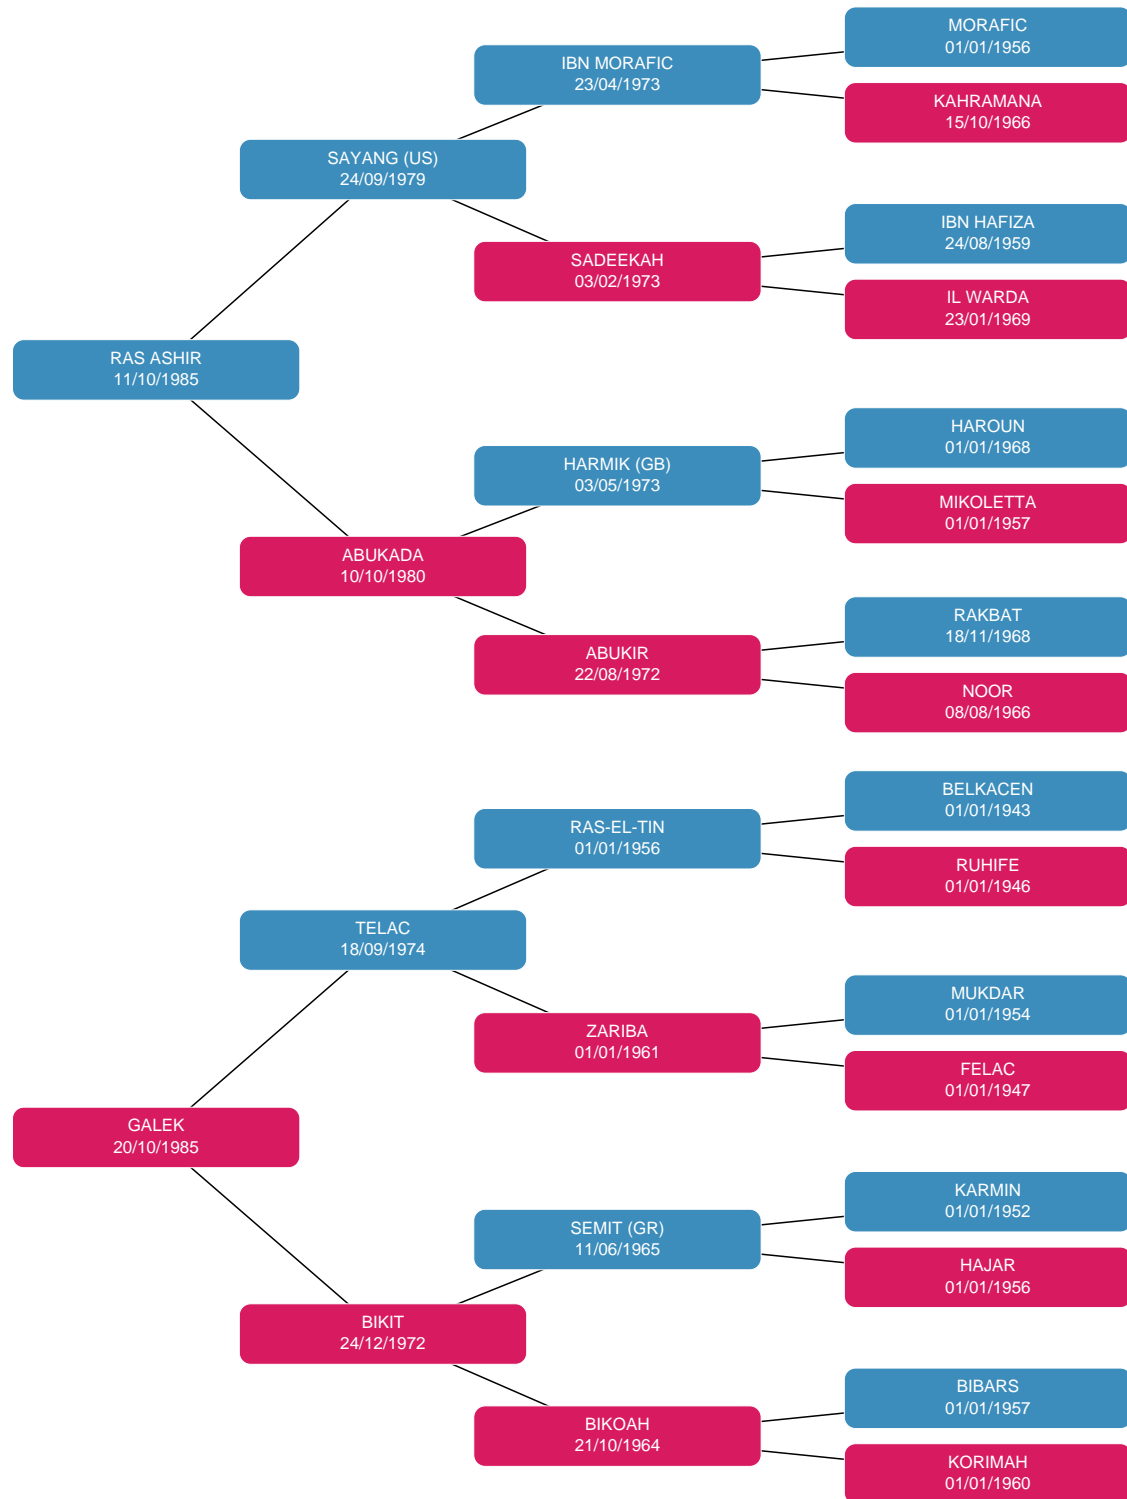 MORAFIC
01/01/1956
IBN MORAFIC
23/04/1973
KAHRAMANA
15/10/1966
SAYANG (US)
24/09/1979
IBN HAFIZA
24/08/1959
SADEEKAH
03/02/1973
IL WARDA
23/01/1969
RAS ASHIR
11/10/1985
HAROUN
01/01/1968
HARMIK (GB)
03/05/1973
MIKOLETTA
01/01/1957
ABUKADA
10/10/1980
RAKBAT
18/11/1968
ABUKIR
22/08/1972
NOOR
08/08/1966
BELKACEN
01/01/1943
RAS-EL-TIN
01/01/1956
RUHIFE
01/01/1946
TELAC
18/09/1974
MUKDAR
01/01/1954
ZARIBA
01/01/1961
FELAC
01/01/1947
GALEK
20/10/1985
KARMIN
01/01/1952
SEMIT (GR)
11/06/1965
HAJAR
01/01/1956
BIKIT
24/12/1972
BIBARS
01/01/1957
BIKOAH
21/10/1964
KORIMAH
01/01/1960